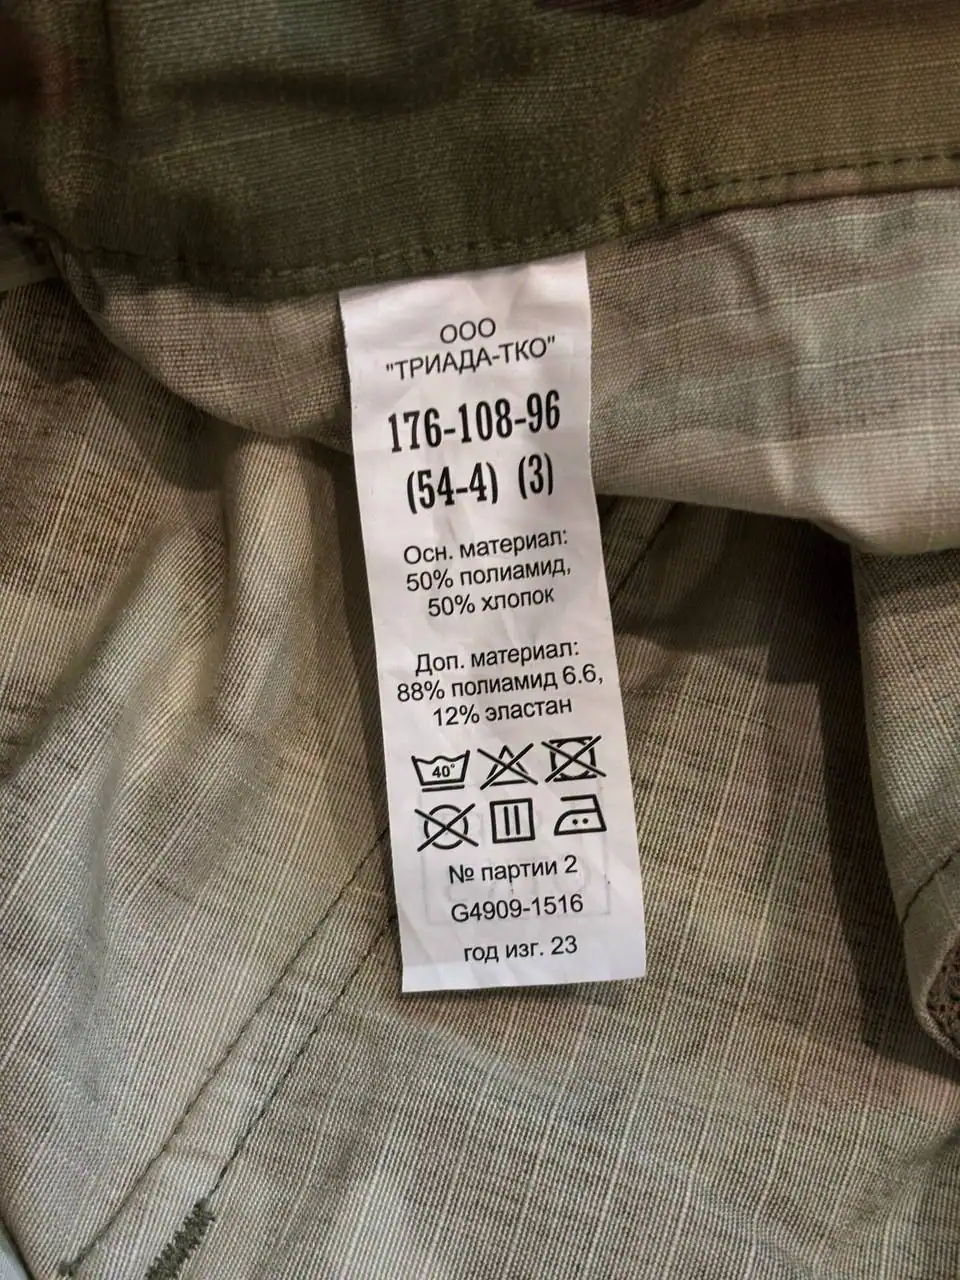 ООО
"ТРИАДА-ТКО"
176-108-96
(54-4) (3)
Осн. материал:
50% полиамид,
50% хлопок
Доп. материал:
88% полиамид 6.6,
12% эластан
40°
№ партии 2
G4909-1516
год изг. 23